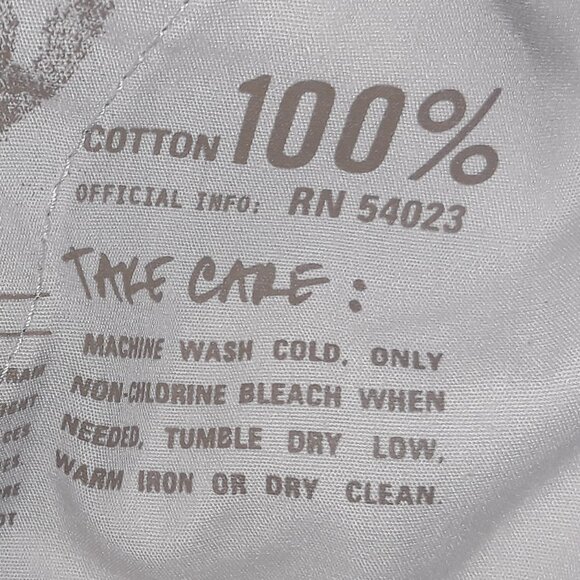 COTTON 100%
OFFICIAL INFO: RN 54023
TAKE CARE:
MACHINE WASH COLD, ONLY
NON-CHLORINE BLEACH WHEN
NEEDED, TUMBLE DRY LOW,
WARM IRON OR DRY CLEAN.